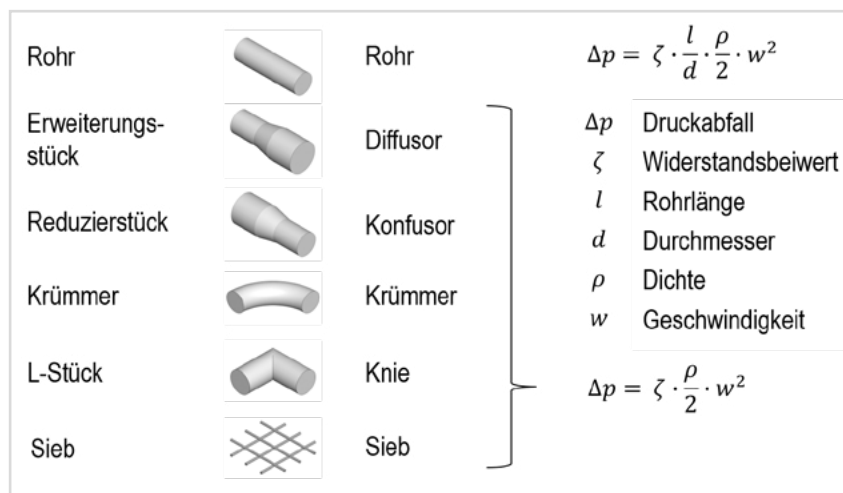 Rohr Rohr Δp = ζ · l/d · ρ/2 · w²
Erweiterungs-
stück Diffusor
Reduzierstück Konfusor
Krümmer Krümmer
L-Stück Knie
Sieb Sieb
Δp Druckabfall
ζ Widerstandsbeiwert
l Rohrlänge
d Durchmesser
ρ Dichte
w Geschwindigkeit
Δp = ζ · ρ/2 · w²